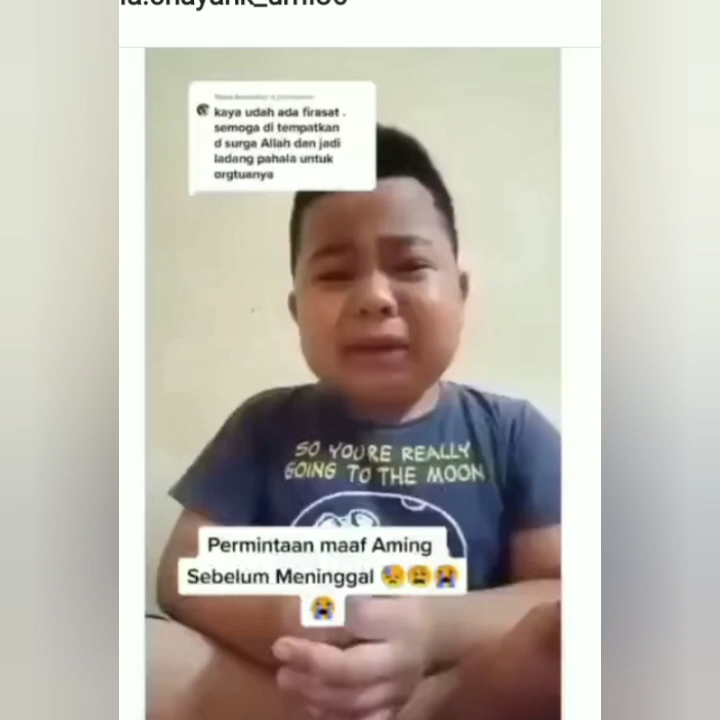 kaya udah ada firasat .
semoga di tempatkan
d surga Allah dan jadi
ladang pahala untuk
orgtuanya
SO YOU'RE REALLY
GOING TO THE MOON
Permintaan maaf Aming
Sebelum Meninggal 😓😩😭
😭